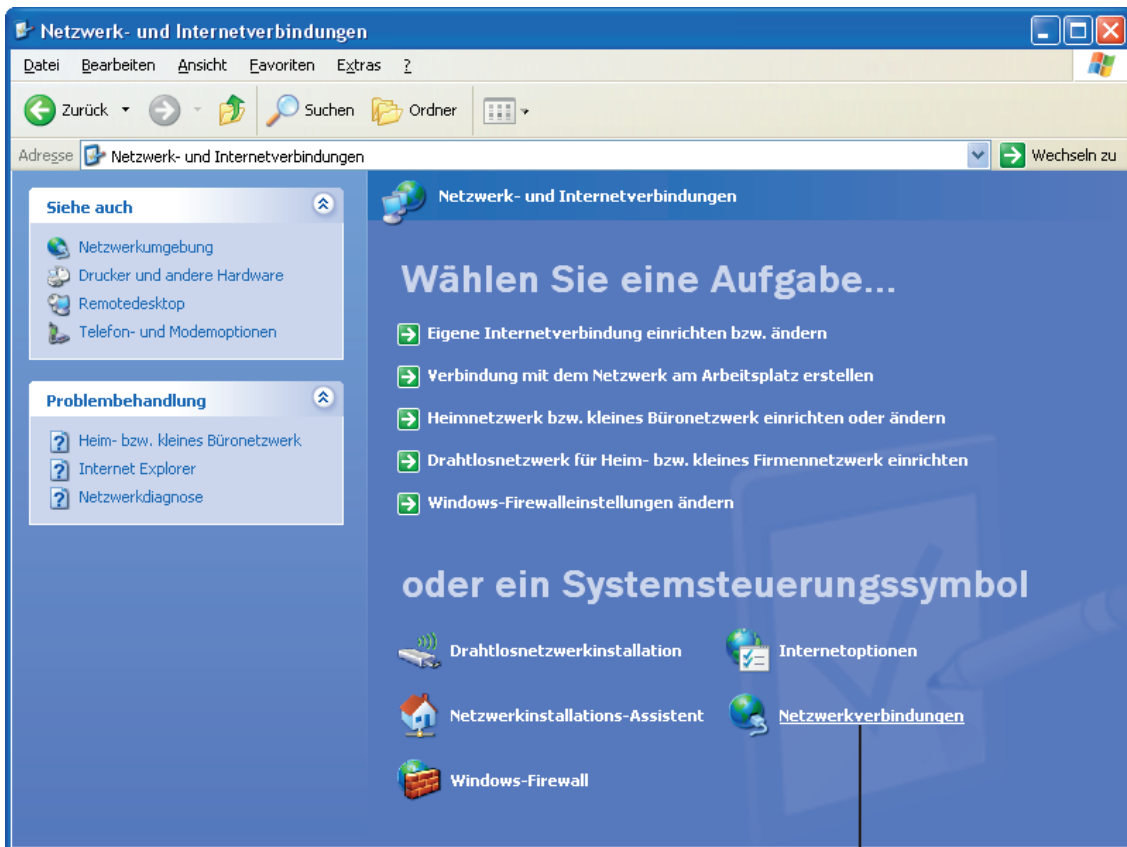 Netzwerk- und Internetverbindungen
Datei Bearbeiten Ansicht Favoriten Extras ?
Zurück Suchen Ordner
Adresse Netzwerk- und Internetverbindungen Wechseln zu
Siehe auch
Netzwerkumgebung
Drucker und andere Hardware
Remotedesktop
Telefon- und Modemoptionen
Problembehandlung
Heim- bzw. kleines Büronetzwerk
Internet Explorer
Netzwerkdiagnose
Netzwerk- und Internetverbindungen
Wählen Sie eine Aufgabe...
Eigene Internetverbindung einrichten bzw. ändern
Verbindung mit dem Netzwerk am Arbeitsplatz erstellen
Heimnetzwerk bzw. kleines Büronetzwerk einrichten oder ändern
Drahtlosnetzwerk für Heim- bzw. kleines Firmennetzwerk einrichten
Windows-Firewalleinstellungen ändern
oder ein Systemsteuerungssymbol
Drahtlosnetzwerkinstallation Internetoptionen
Netzwerkinstallations-Assistent Netzwerkverbindungen
Windows-Firewall